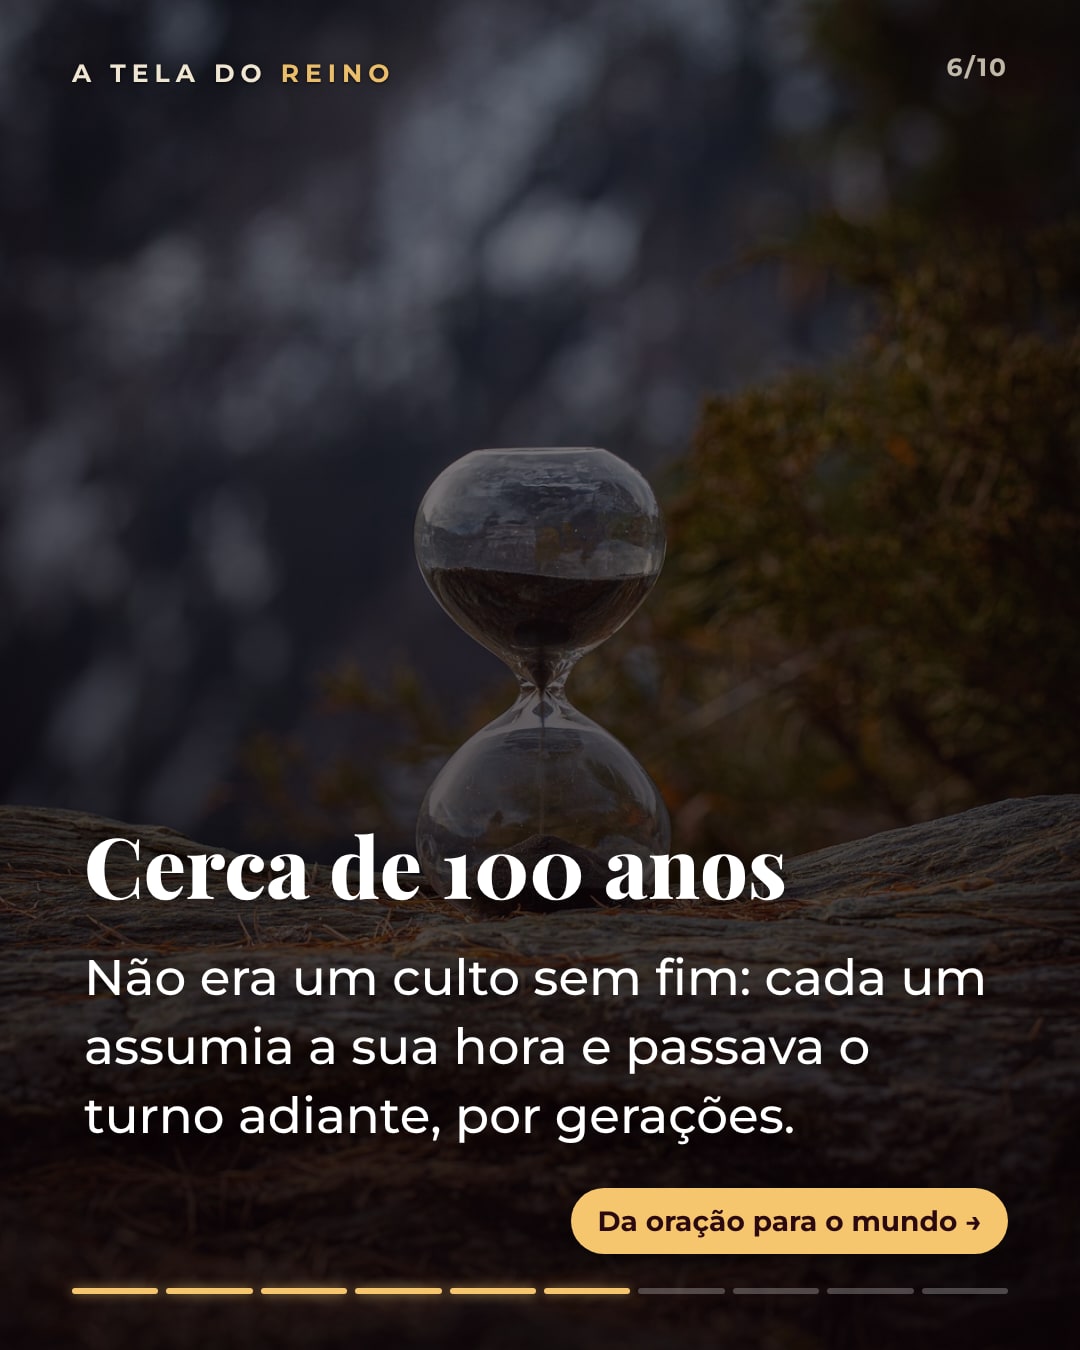 A TELA DO REINO
6/10
Cerca de 100 anos
Não era um culto sem fim: cada um
assumia a sua hora e passava o
turno adiante, por gerações.
Da oração para o mundo →